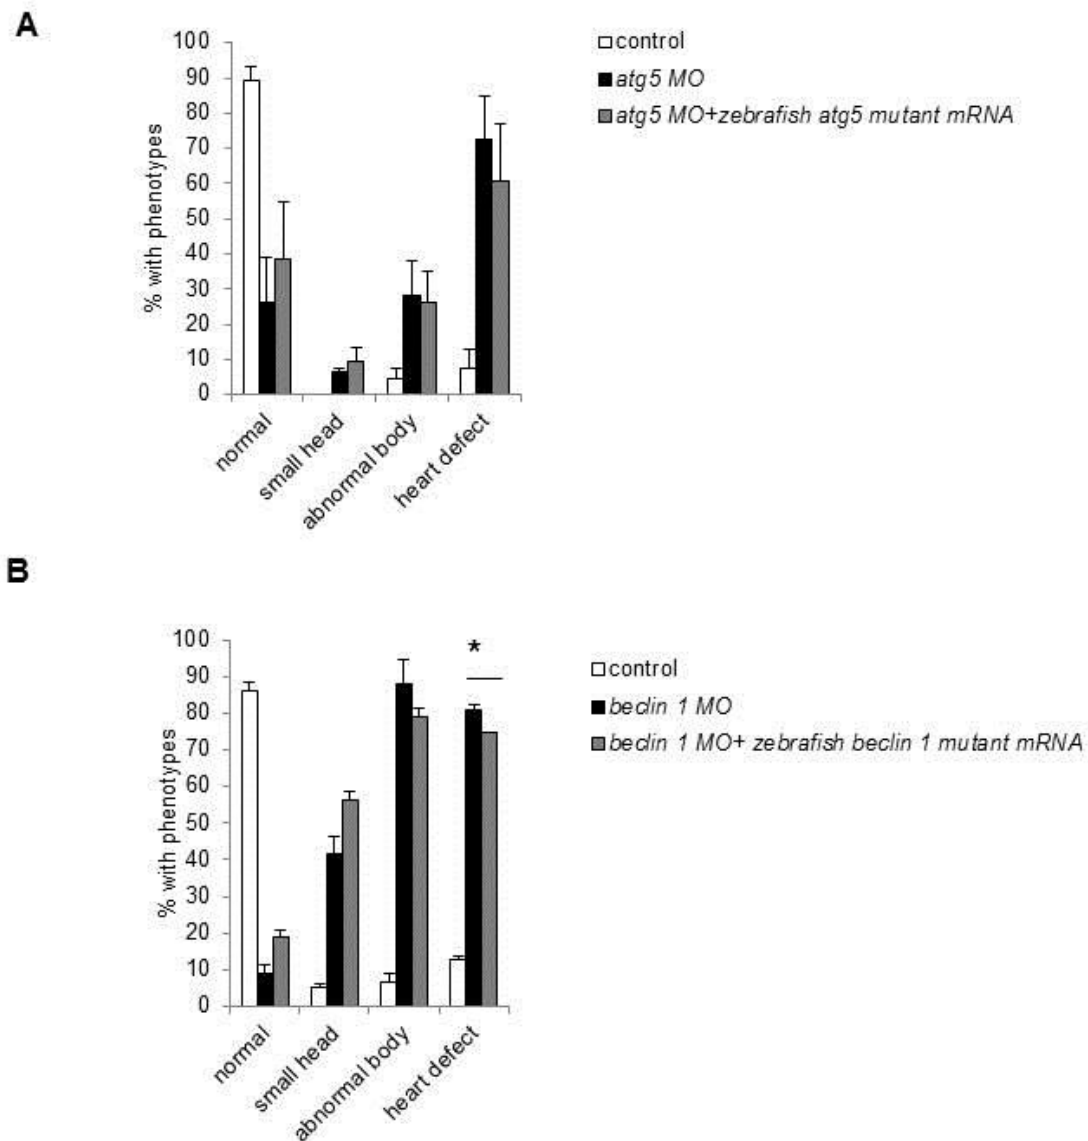 A
100
90
80
70
60
50
40
30
20
10
0
% with phenotypes
normal
small head
abnormal body
heart defect
control
atg5 MO
atg5 MO+zebrafish atg5 mutant mRNA
B
100
90
80
70
60
50
40
30
20
10
0
% with phenotypes
*
normal
small head
abnormal body
heart defect
control
beclin 1 MO
beclin 1 MO+ zebrafish beclin 1 mutant mRNA